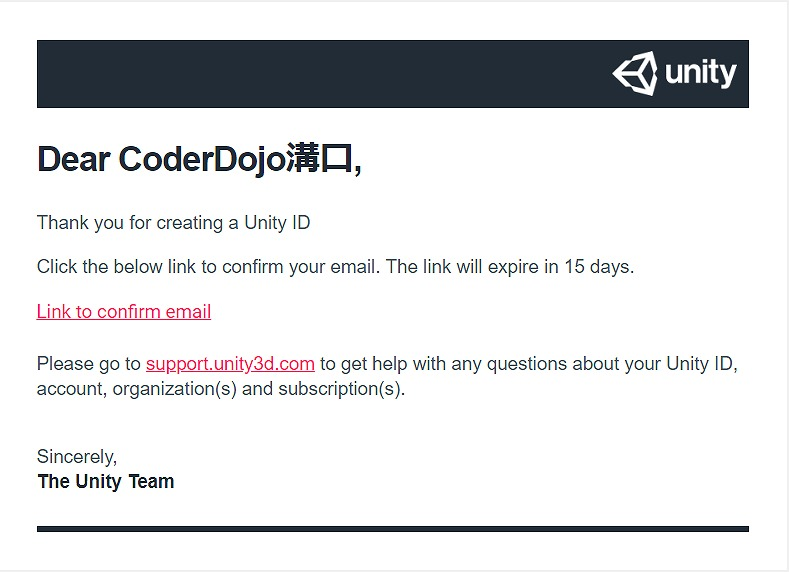 unity
Dear CoderDojo溝口,
Thank you for creating a Unity ID
Click the below link to confirm your email. The link will expire in 15 days.
Link to confirm email
Please go to support.unity3d.com to get help with any questions about your Unity ID,
account, organization(s) and subscription(s).
Sincerely,
The Unity Team